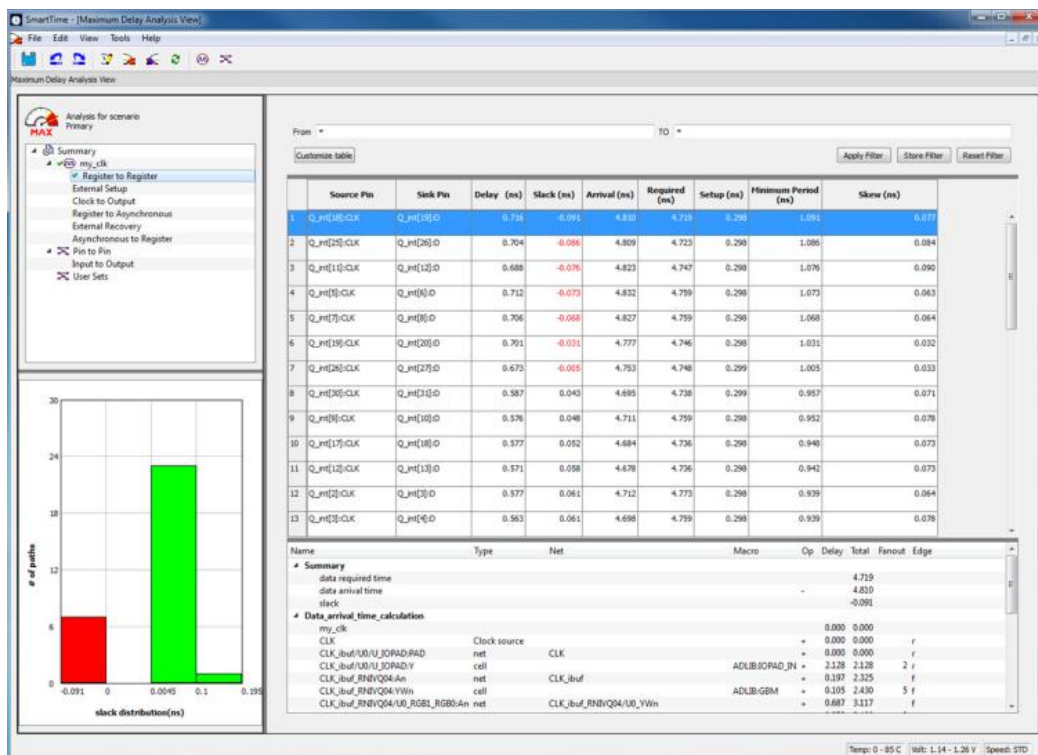 SmartTime - [Maximum Delay Analysis View]
File Edit View Tools Help
Maximum Delay Analysis View
MAX
Analysis for scenario
Primary
Summary
my_clk
Register to Register
External Setup
Clock to Output
Register to Asynchronous
External Recovery
Asynchronous to Register
Pin to Pin
Input to Output
User Sets
From * TO *
Customize table Apply Filter Store Filter Reset Filter
Source Pin Sink Pin Delay (ns) Slack (ns) Arrival (ns) Required (ns) Setup (ns) Minimum Period (ns) Skew (ns)
1 Q_int[18]:CLK Q_int[19]:D 0.716 -0.091 4.810 4.719 0.298 1.091 0.077
2 Q_int[25]:CLK Q_int[26]:D 0.704 -0.086 4.809 4.723 0.298 1.086 0.084
3 Q_int[11]:CLK Q_int[12]:D 0.688 -0.076 4.823 4.747 0.298 1.076 0.090
4 Q_int[5]:CLK Q_int[6]:D 0.712 -0.073 4.832 4.759 0.298 1.073 0.063
5 Q_int[7]:CLK Q_int[8]:D 0.706 -0.068 4.827 4.759 0.298 1.068 0.064
6 Q_int[19]:CLK Q_int[20]:D 0.701 -0.031 4.777 4.746 0.298 1.031 0.032
7 Q_int[26]:CLK Q_int[27]:D 0.673 -0.005 4.753 4.748 0.299 1.005 0.033
8 Q_int[30]:CLK Q_int[31]:D 0.587 0.043 4.695 4.738 0.299 0.957 0.071
9 Q_int[9]:CLK Q_int[10]:D 0.576 0.048 4.711 4.759 0.298 0.952 0.078
10 Q_int[17]:CLK Q_int[18]:D 0.577 0.052 4.684 4.736 0.298 0.948 0.073
11 Q_int[12]:CLK Q_int[13]:D 0.571 0.058 4.678 4.736 0.298 0.942 0.073
12 Q_int[2]:CLK Q_int[3]:D 0.577 0.061 4.712 4.773 0.298 0.939 0.064
13 Q_int[3]:CLK Q_int[4]:D 0.563 0.061 4.698 4.759 0.298 0.939 0.078
30
24
18
12
6
0
# of paths
-0.091 0 0.0045 0.1 0.195
slack distribution(ns)
Name Type Net Macro Op Delay Total Fanout Edge
Summary
data required time 4.719
data arrival time - 4.810
slack -0.091
Data_arrival_time_calculation
my_clk 0.000 0.000
CLK Clock source + 0.000 0.000 r
CLK_ibuf/U0/U_IOPAD:PAD net CLK + 0.000 0.000 r
CLK_ibuf/U0/U_IOPAD:Y cell ADLIB:IOPAD_IN + 2.128 2.128 2 r
CLK_ibuf_RNIVQ04:An net CLK_ibuf + 0.197 2.325 f
CLK_ibuf_RNIVQ04:YWn cell ADLIB:GBM + 0.105 2.430 5 f
CLK_ibuf_RNIVQ04/U0_RGB1_RGB0:An net CLK_ibuf_RNIVQ04/U0_YWn + 0.687 3.117 f
Temp: 0 - 85 C Volt: 1.14 - 1.26 V Speed: STD